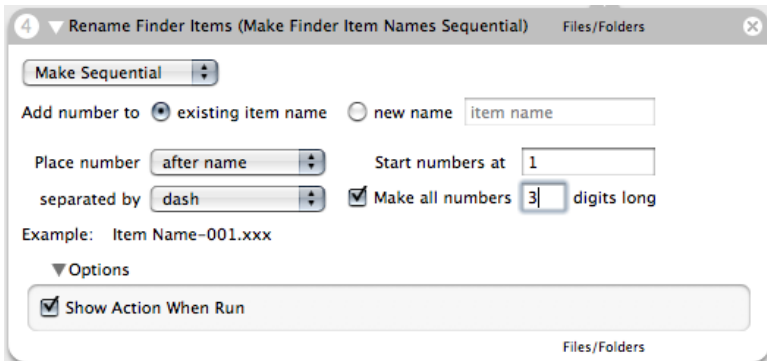 4 Rename Finder Items (Make Finder Item Names Sequential) Files/Folders
Make Sequential
Add number to existing item name new name item name
Place number after name Start numbers at 1
separated by dash Make all numbers 3 digits long
Example: Item Name-001.xxx
Options
Show Action When Run
Files/Folders